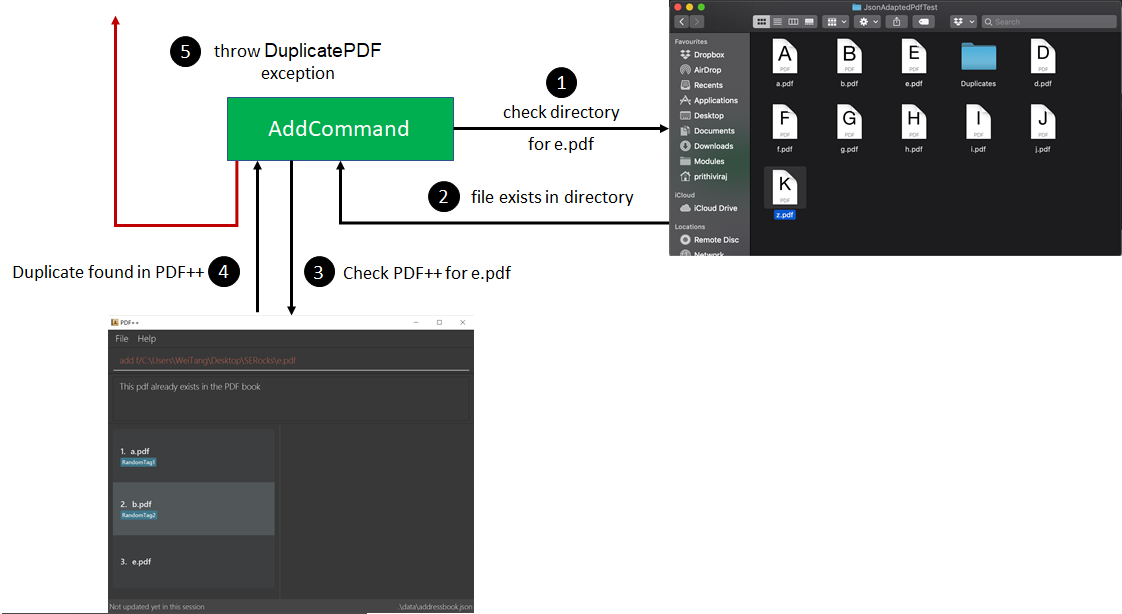 5 throw DuplicatePDF
exception
AddCommand
1
check directory
for e.pdf
2 file exists in directory
Duplicate found in PDF++ 4
3 Check PDF++ for e.pdf
JsonAdaptedPdfTest
Search
Favourites
Dropbox
AirDrop
Recents
Applications
Desktop
Documents
Downloads
Modules
prithiviraj
iCloud
iCloud Drive
Locations
Remote Disc
Network
A B E D
PDF PDF PDF PDF
a.pdf b.pdf e.pdf Duplicates d.pdf
F G H I J
PDF PDF PDF PDF PDF
f.pdf g.pdf h.pdf i.pdf j.pdf
K
PDF
z.pdf
PDF++
File Help
add f/C:\Users\WeiTang\Desktop\SERocks\e.pdf
This pdf already exists in the PDF book
1. a.pdf
RandomTag1
2. b.pdf
RandomTag2
3. e.pdf
Not updated yet in this session .\data\addressbook.json